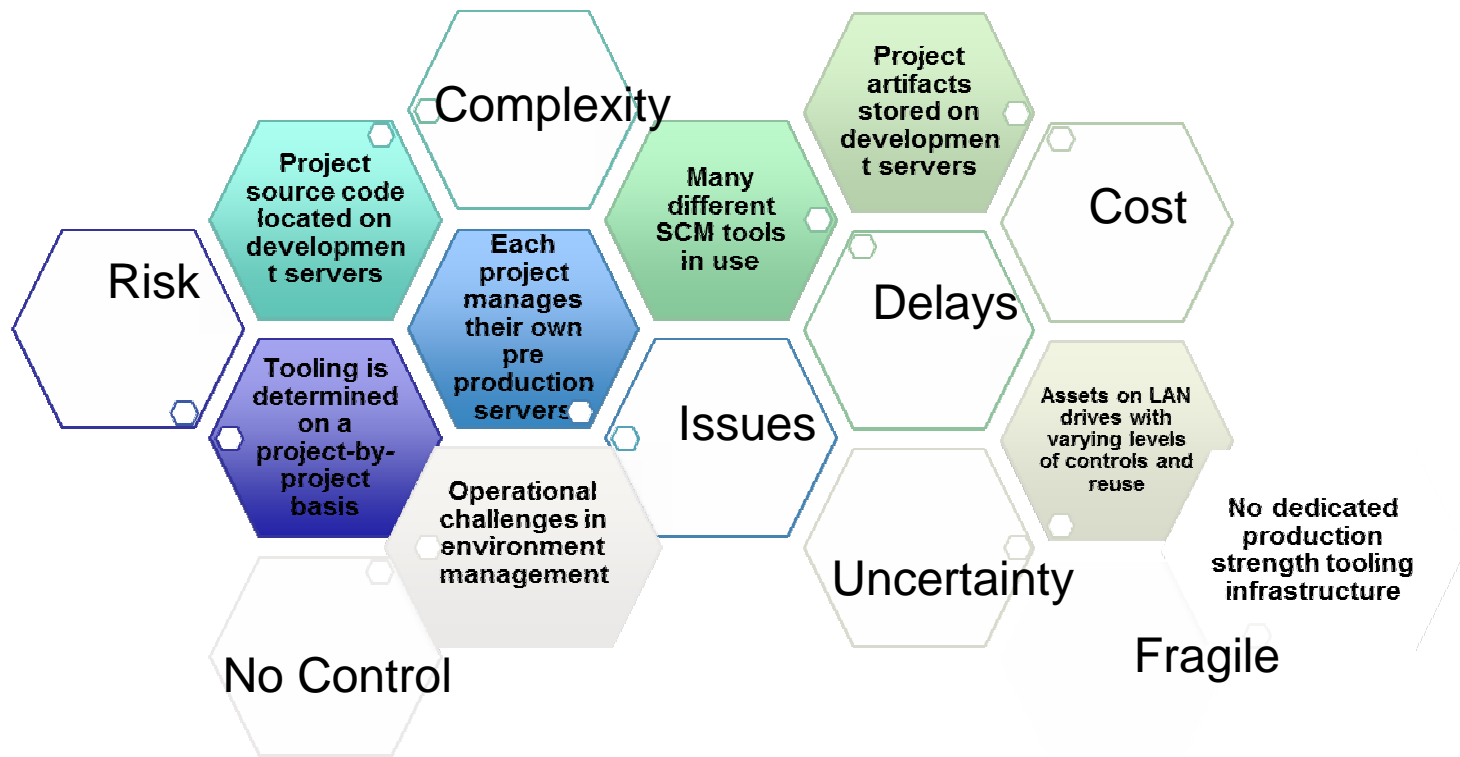 Complexity
Project
artifacts
stored on
developmen
t servers
Project
source code
located on
developmen
t servers
Many
different
SCM tools
in use
Cost
Risk
Each
project
manages
their own
pre
production
servers
Delays
Tooling is
determined
on a
project-by-
project
basis
Issues
Assets on LAN
drives with
varying levels
of controls and
reuse
Operational
challenges in
environment
management
No dedicated
production
strength tooling
infrastructure
Uncertainty
No Control
Fragile